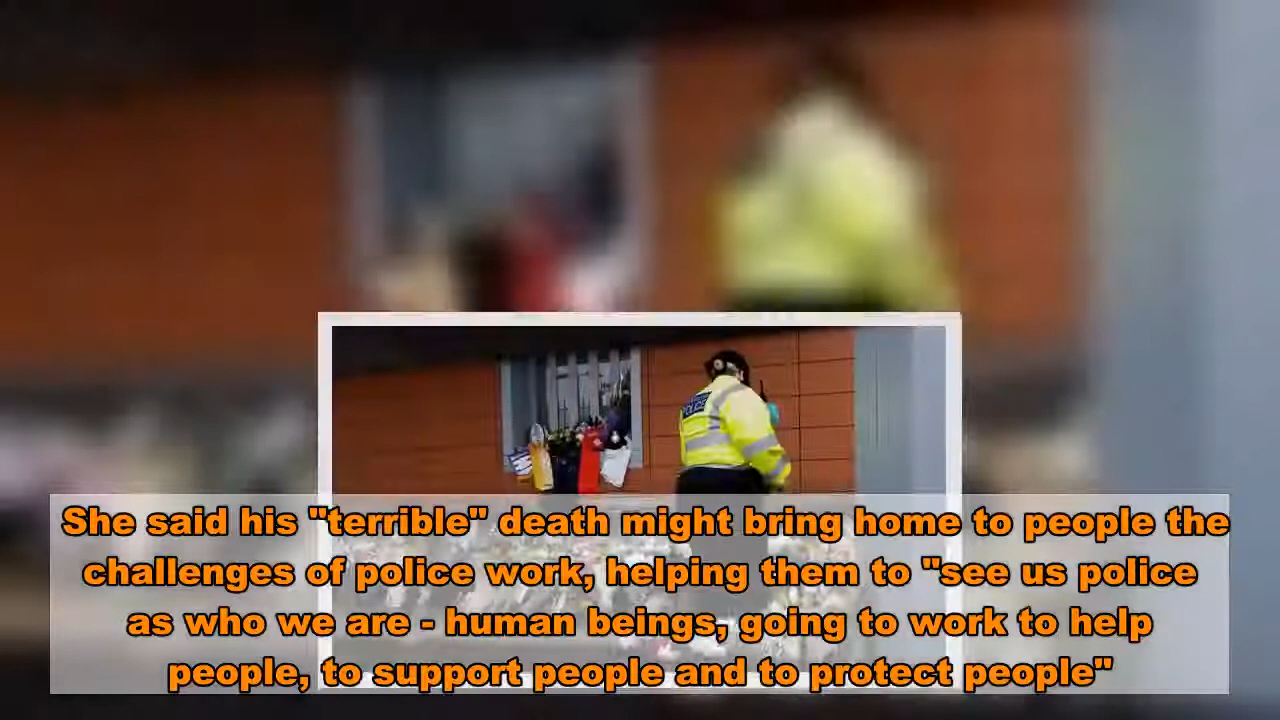 POLICE
She said his "terrible" death might bring home to people the
challenges of police work, helping them to "see us police
as who we are - human beings, going to work to help
people, to support people and to protect people"